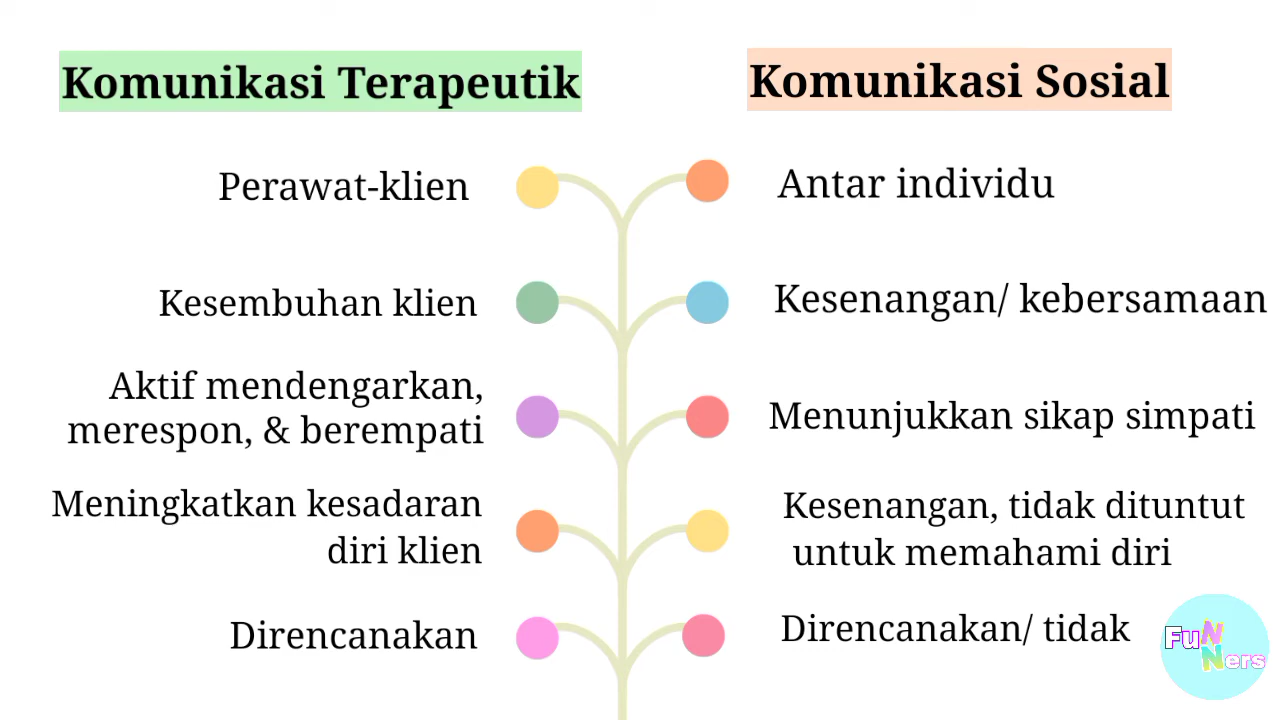 Komunikasi Terapeutik
Komunikasi Sosial
Perawat-klien
Antar individu
Kesembuhan klien
Kesenangan/ kebersamaan
Aktif mendengarkan,
merespon, & berempati
Menunjukkan sikap simpati
Meningkatkan kesadaran
diri klien
Kesenangan, tidak dituntut
untuk memahami diri
Direncanakan
Direncanakan/ tidak
FuNNers